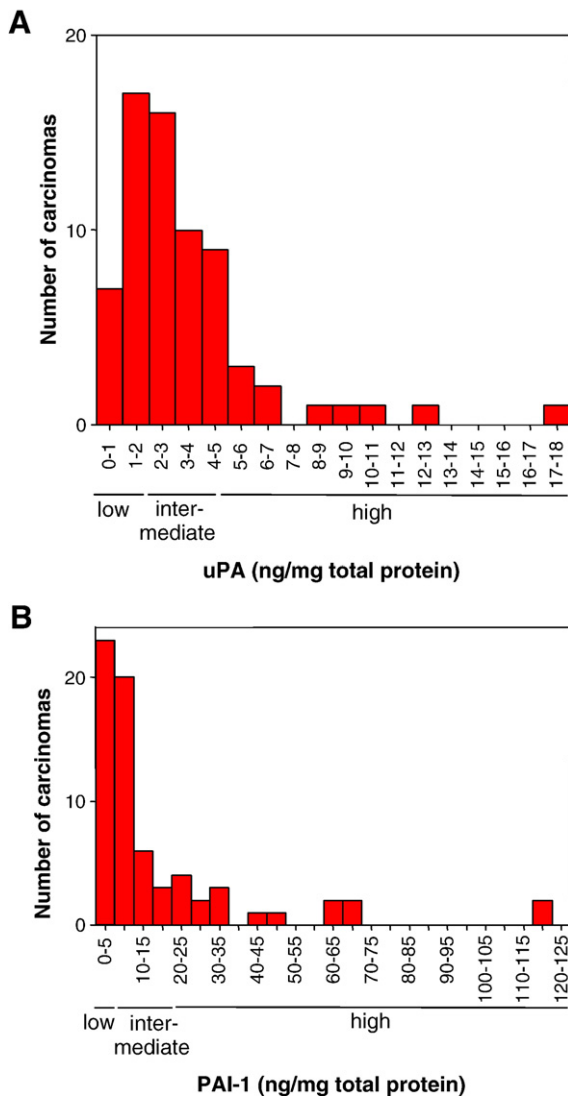 A
Number of carcinomas
20
10
0
0-1 1-2 2-3 3-4 4-5 5-6 6-7 7-8 8-9 9-10 10-11 11-12 12-13 13-14 14-15 15-16 16-17 17-18
low inter- high
mediate
uPA (ng/mg total protein)
B
Number of carcinomas
20
10
0
0-5 10-15 20-25 30-35 40-45 50-55 60-65 70-75 80-85 90-95 100-105 110-115 120-125
low inter- high
mediate
PAI-1 (ng/mg total protein)